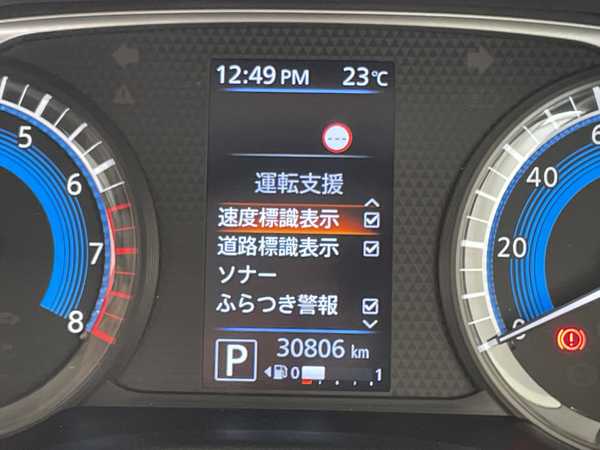 12:49 PM 23℃
---
運転支援
速度標識表示
道路標識表示
ソナー
ふらつき警報
P 30806 km
0 1
5
6
7
8
40
20
0